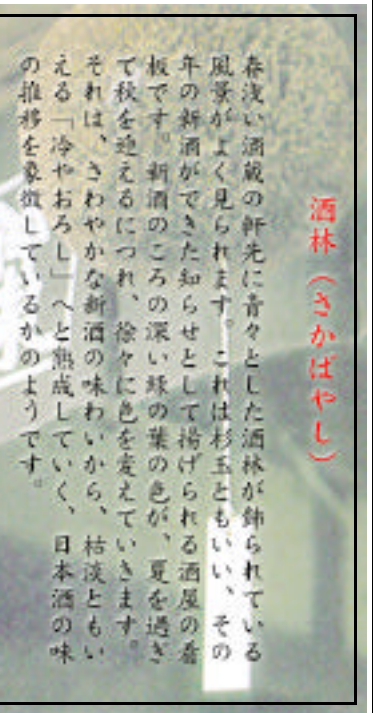 酒林（さかばやし）
春浅い酒蔵の軒先に青々とした酒林が飾られている
風景がよく見られます。これは杉玉ともいい、その
年の新酒ができた知らせとして揚げられる酒屋の看
板です。新酒のころの深い緑の葉の色が、夏を過ぎ
て秋を迎えるにつれ、徐々に色を変えていきます。
それは、さわやかな新酒の味わいから、枯淡ともい
える「冷やおろし」へと熟成していく、日本酒の味
の推移を象徴しているかのようです。